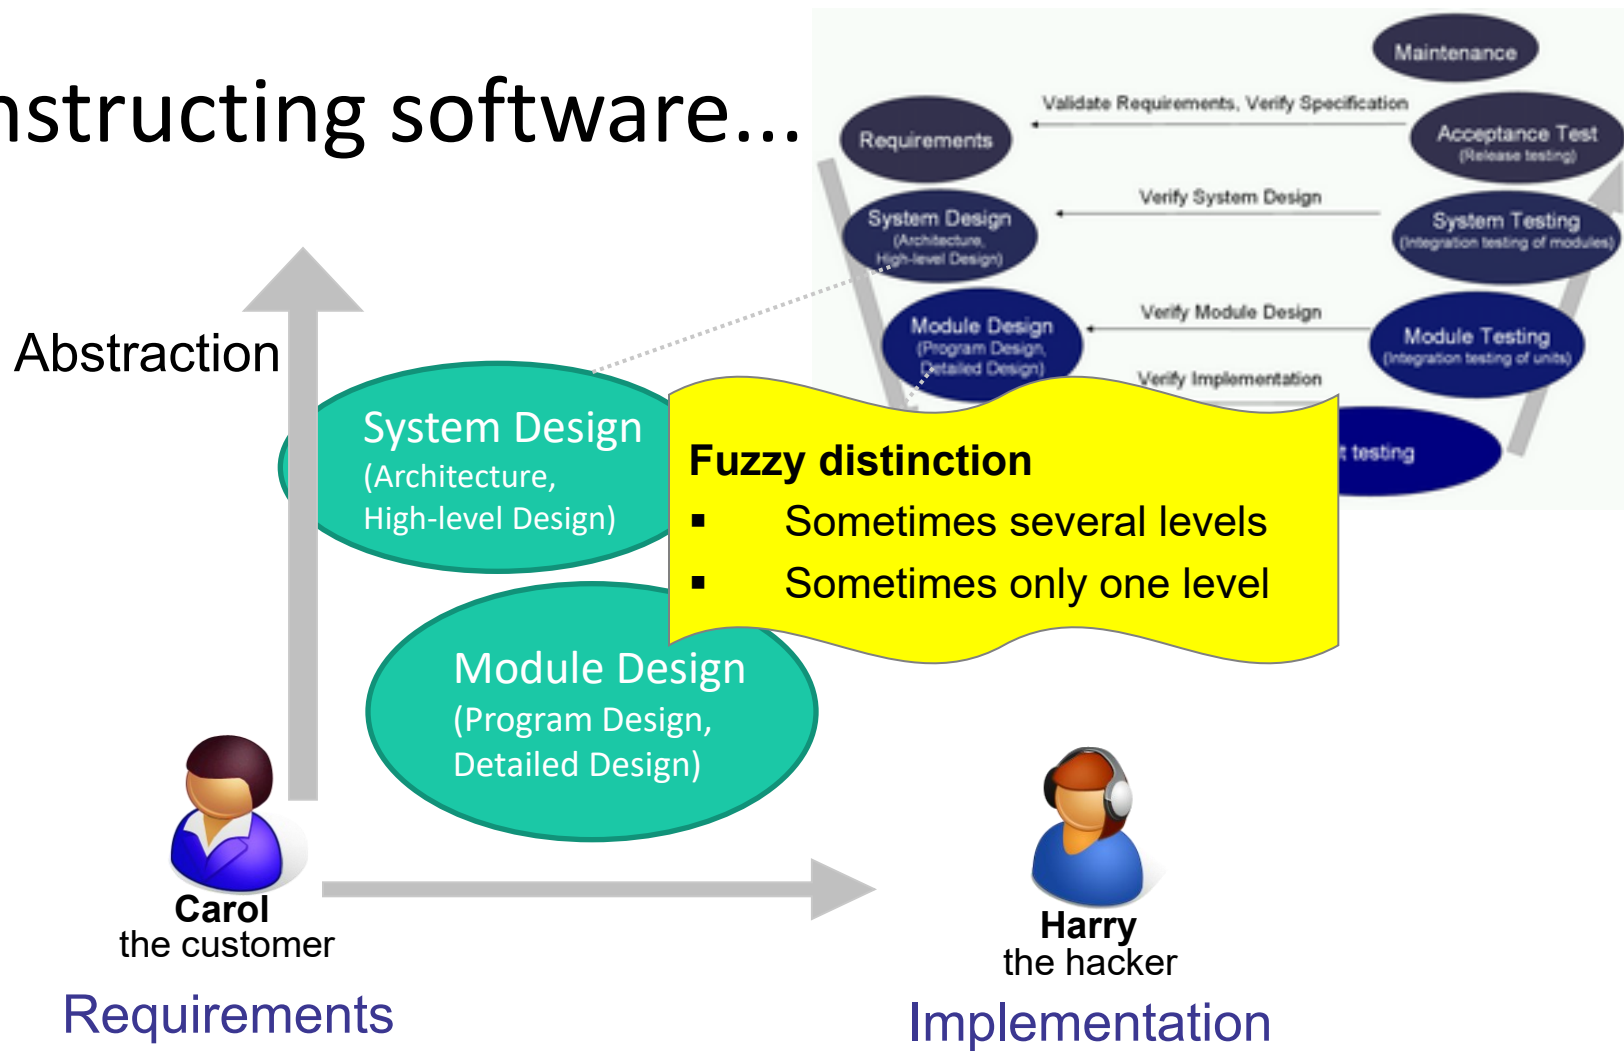 nstructing software...
Maintenance
Validate Requirements, Verify Specification
Requirements
Acceptance Test
(Release testing)
Verify System Design
System Design
(Architecture,
High-level Design)
System Testing
(Integration testing of modules)
Verify Module Design
Module Design
(Program Design,
Detailed Design)
Module Testing
(Integration testing of units)
Verify Implementation
t testing
Abstraction
System Design
(Architecture,
High-level Design)
Fuzzy distinction
▪ Sometimes several levels
▪ Sometimes only one level
Module Design
(Program Design,
Detailed Design)
Carol
the customer
Requirements
Harry
the hacker
Implementation